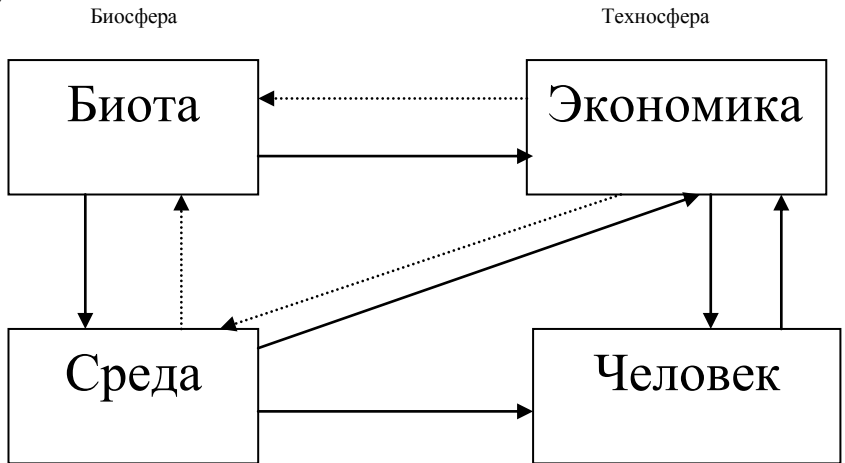 Биосфера
Техносфера
Биота
Экономика
Среда
Человек